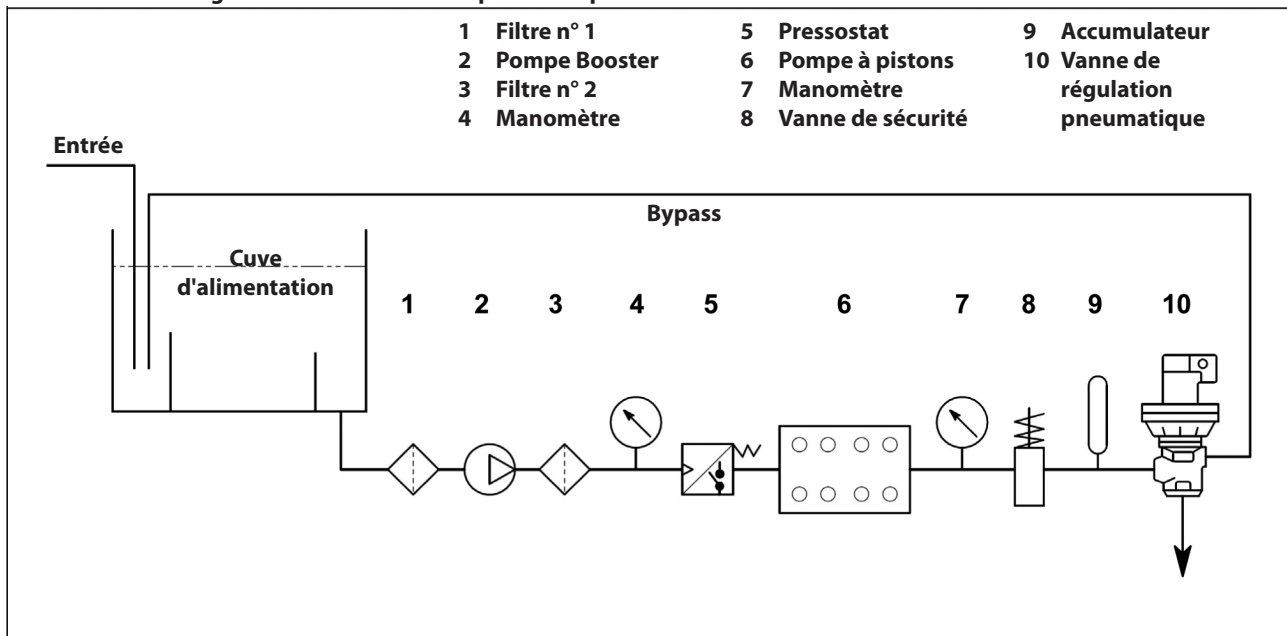 1 Filtre n° 1
2 Pompe Booster
3 Filtre n° 2
4 Manomètre
5 Pressostat
6 Pompe à pistons
7 Manomètre
8 Vanne de sécurité
9 Accumulateur
10 Vanne de
régulation
pneumatique
Entrée
Bypass
Cuve
d'alimentation
1 2 3 4 5 6 7 8 9 10